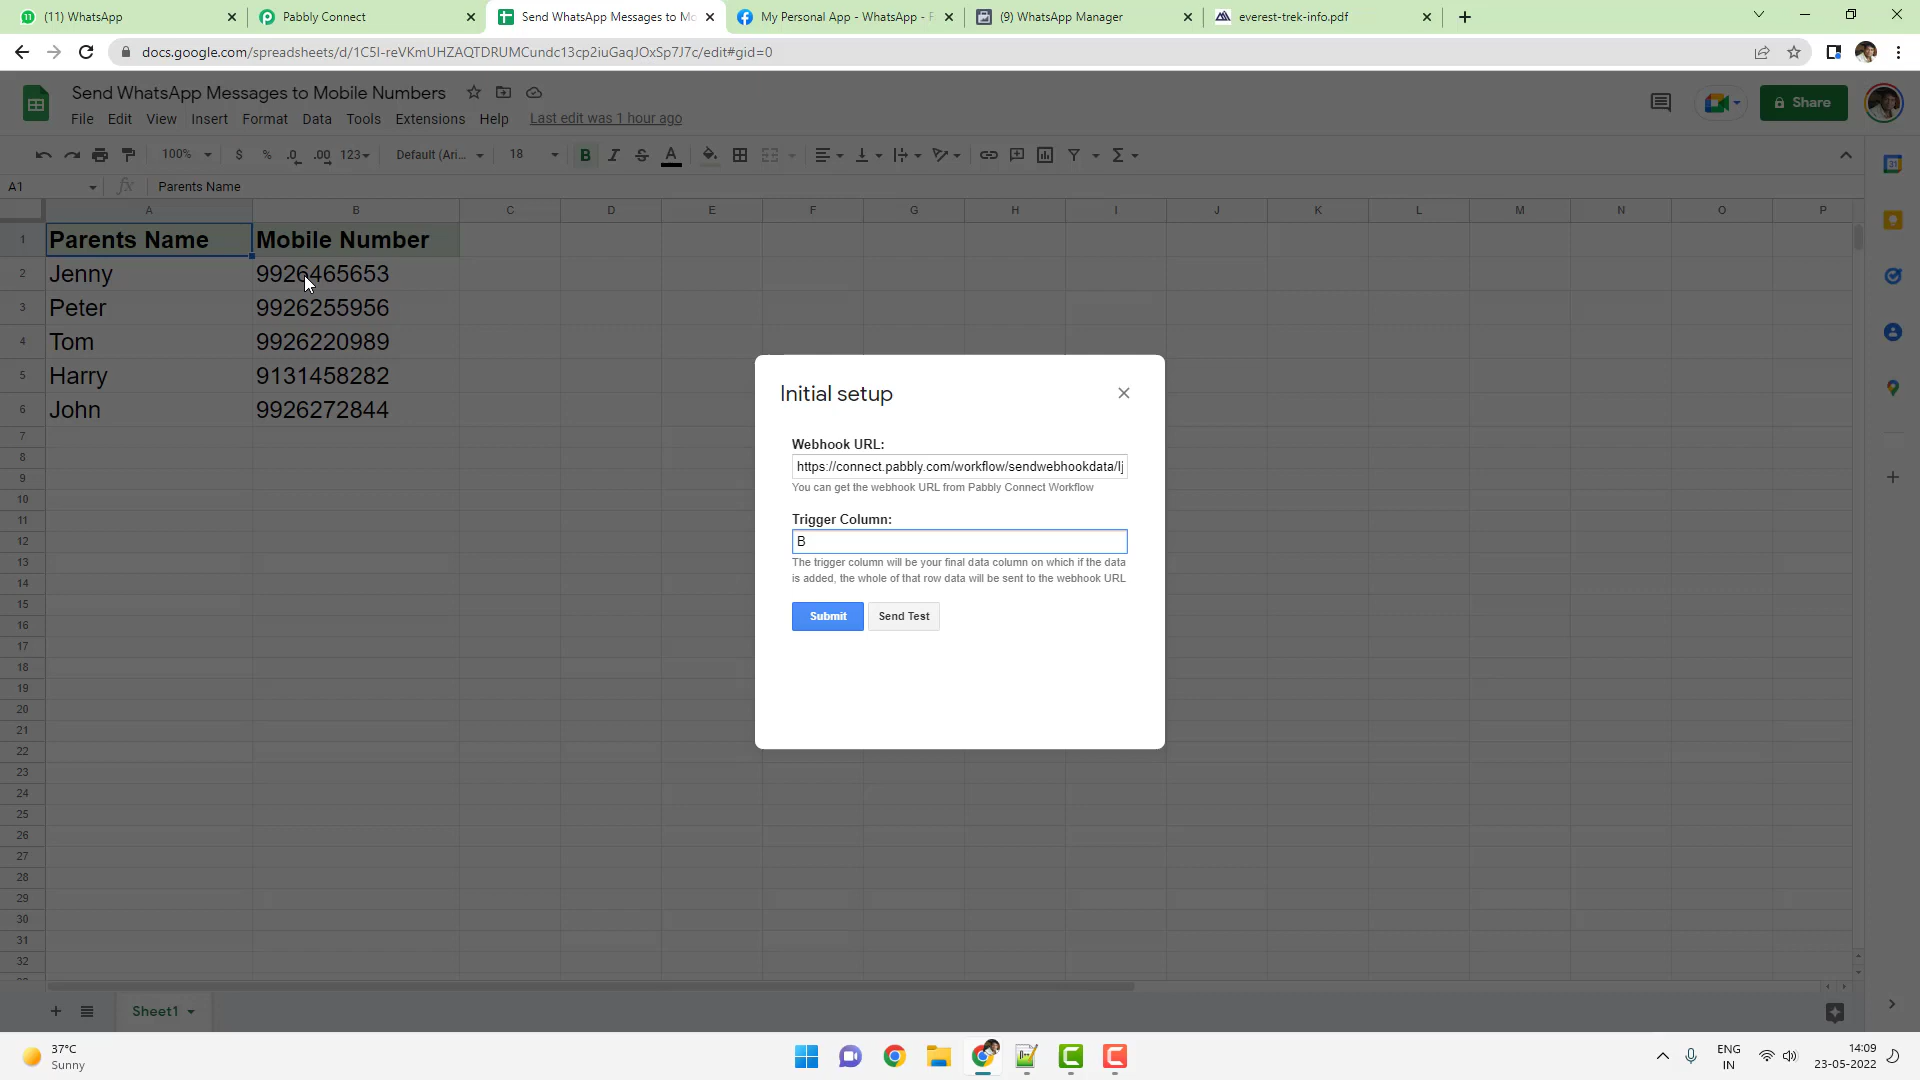 (11) WhatsApp
Pabbly Connect
Send WhatsApp Messages to Mo
My Personal App - WhatsApp - F
(9) WhatsApp Manager
everest-trek-info.pdf
docs.google.com/spreadsheets/d/1C5I-reVKmUHZAQTDRUMCundc13cp2iuGaqJOxSp7J7c/edit#gid=0
Send WhatsApp Messages to Mobile Numbers
Share
File Edit View Insert Format Data Tools Extensions Help Last edit was 1 hour ago
100% $ % .0 .00 123 Default (Ari... 18 B I S A
A1 fx Parents Name
A B C D E F G H I J K L M N O P
1 Parents Name Mobile Number
2 Jenny 9926465653
3 Peter 9926255956
4 Tom 9926220989
5 Harry 9131458282
6 John 9926272844
7
8
9
10
11
12
13
14
15
16
17
18
19
20
21
22
23
24
25
26
27
28
29
30
31
32
Initial setup
Webhook URL:
https://connect.pabbly.com/workflow/sendwebhookdata/Ij
You can get the webhook URL from Pabbly Connect Workflow
Trigger Column:
B
The trigger column will be your final data column on which if the data
is added, the whole of that row data will be sent to the webhook URL
Submit Send Test
Sheet1
37°C
Sunny
ENG
IN
14:09
23-05-2022